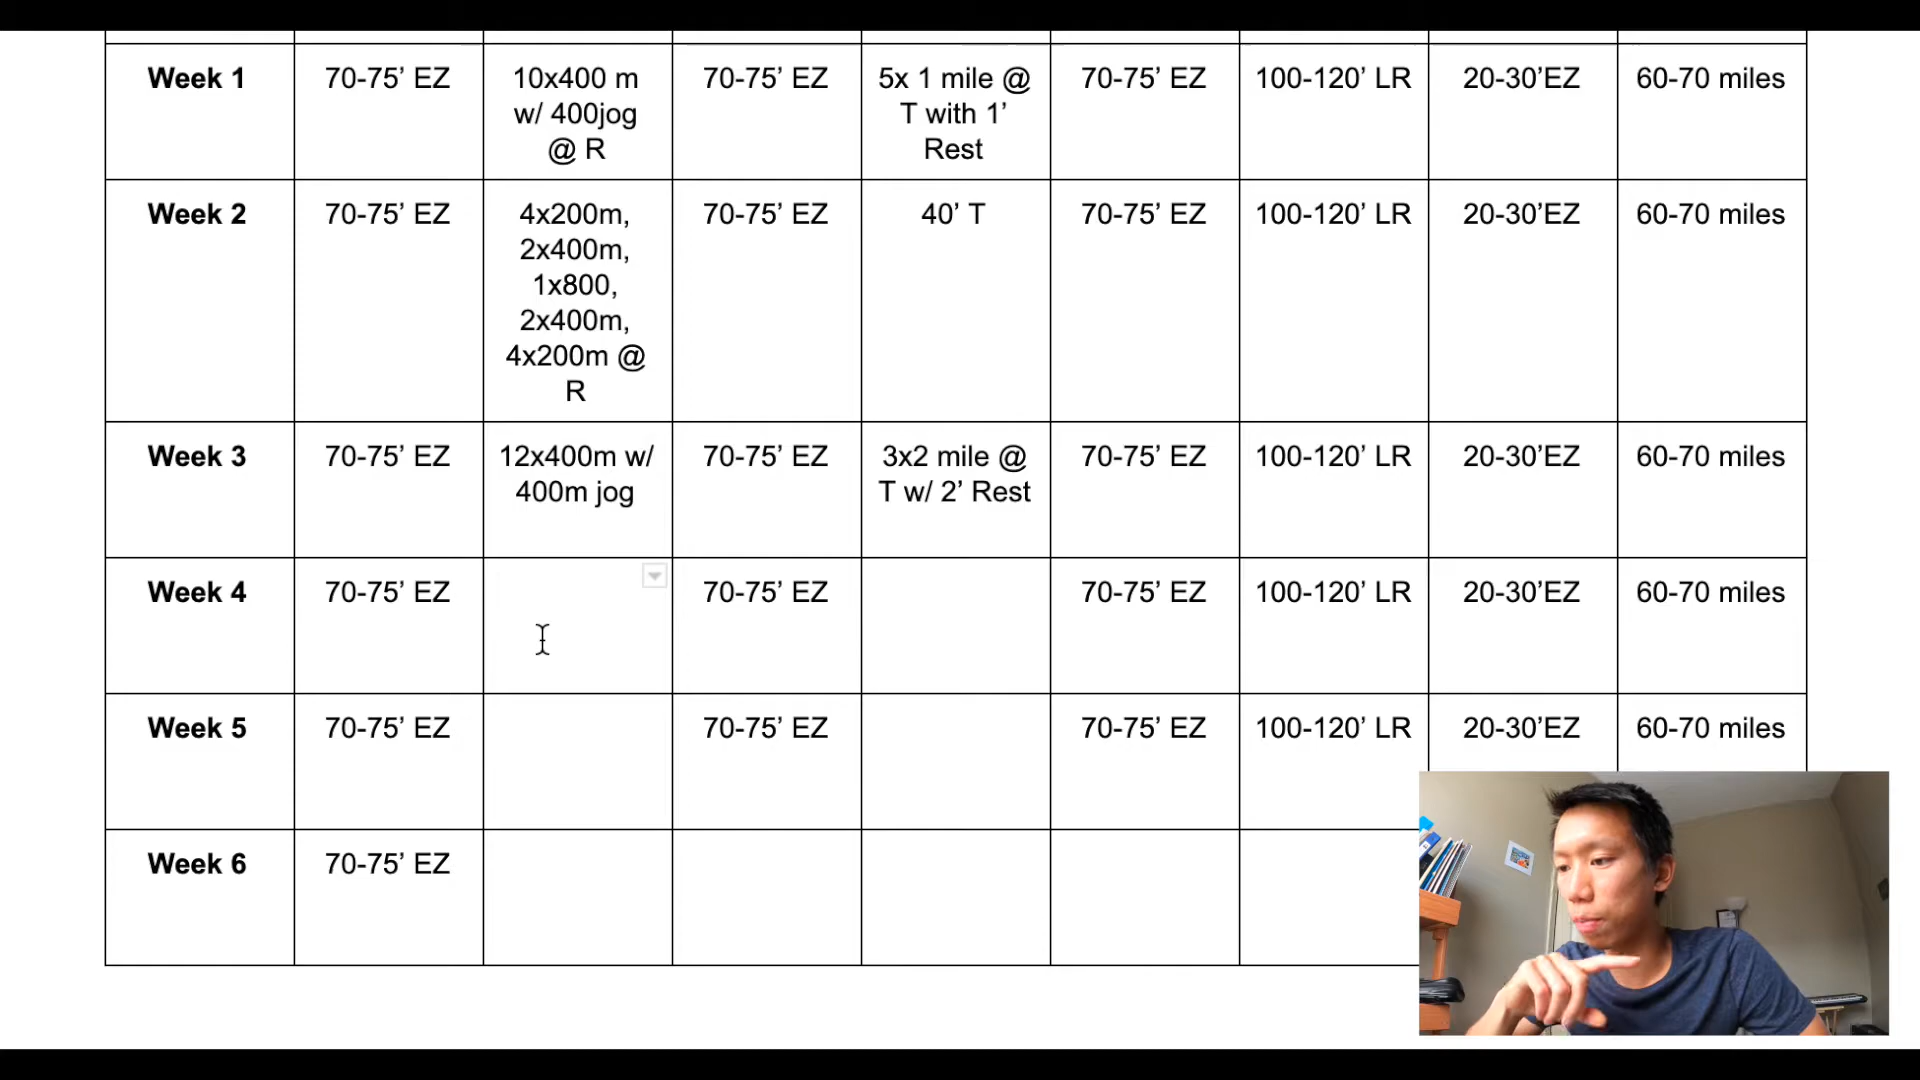 Week 1
70-75’ EZ
10x400 m
w/ 400jog
@ R
70-75’ EZ
5x 1 mile @
T with 1’
Rest
70-75’ EZ
100-120’ LR
20-30’EZ
60-70 miles
Week 2
70-75’ EZ
4x200m,
2x400m,
1x800,
2x400m,
4x200m @
R
70-75’ EZ
40’ T
70-75’ EZ
100-120’ LR
20-30’EZ
60-70 miles
Week 3
70-75’ EZ
12x400m w/
400m jog
70-75’ EZ
3x2 mile @
T w/ 2’ Rest
70-75’ EZ
100-120’ LR
20-30’EZ
60-70 miles
Week 4
70-75’ EZ
70-75’ EZ
70-75’ EZ
100-120’ LR
20-30’EZ
60-70 miles
Week 5
70-75’ EZ
70-75’ EZ
70-75’ EZ
100-120’ LR
20-30’EZ
60-70 miles
Week 6
70-75’ EZ